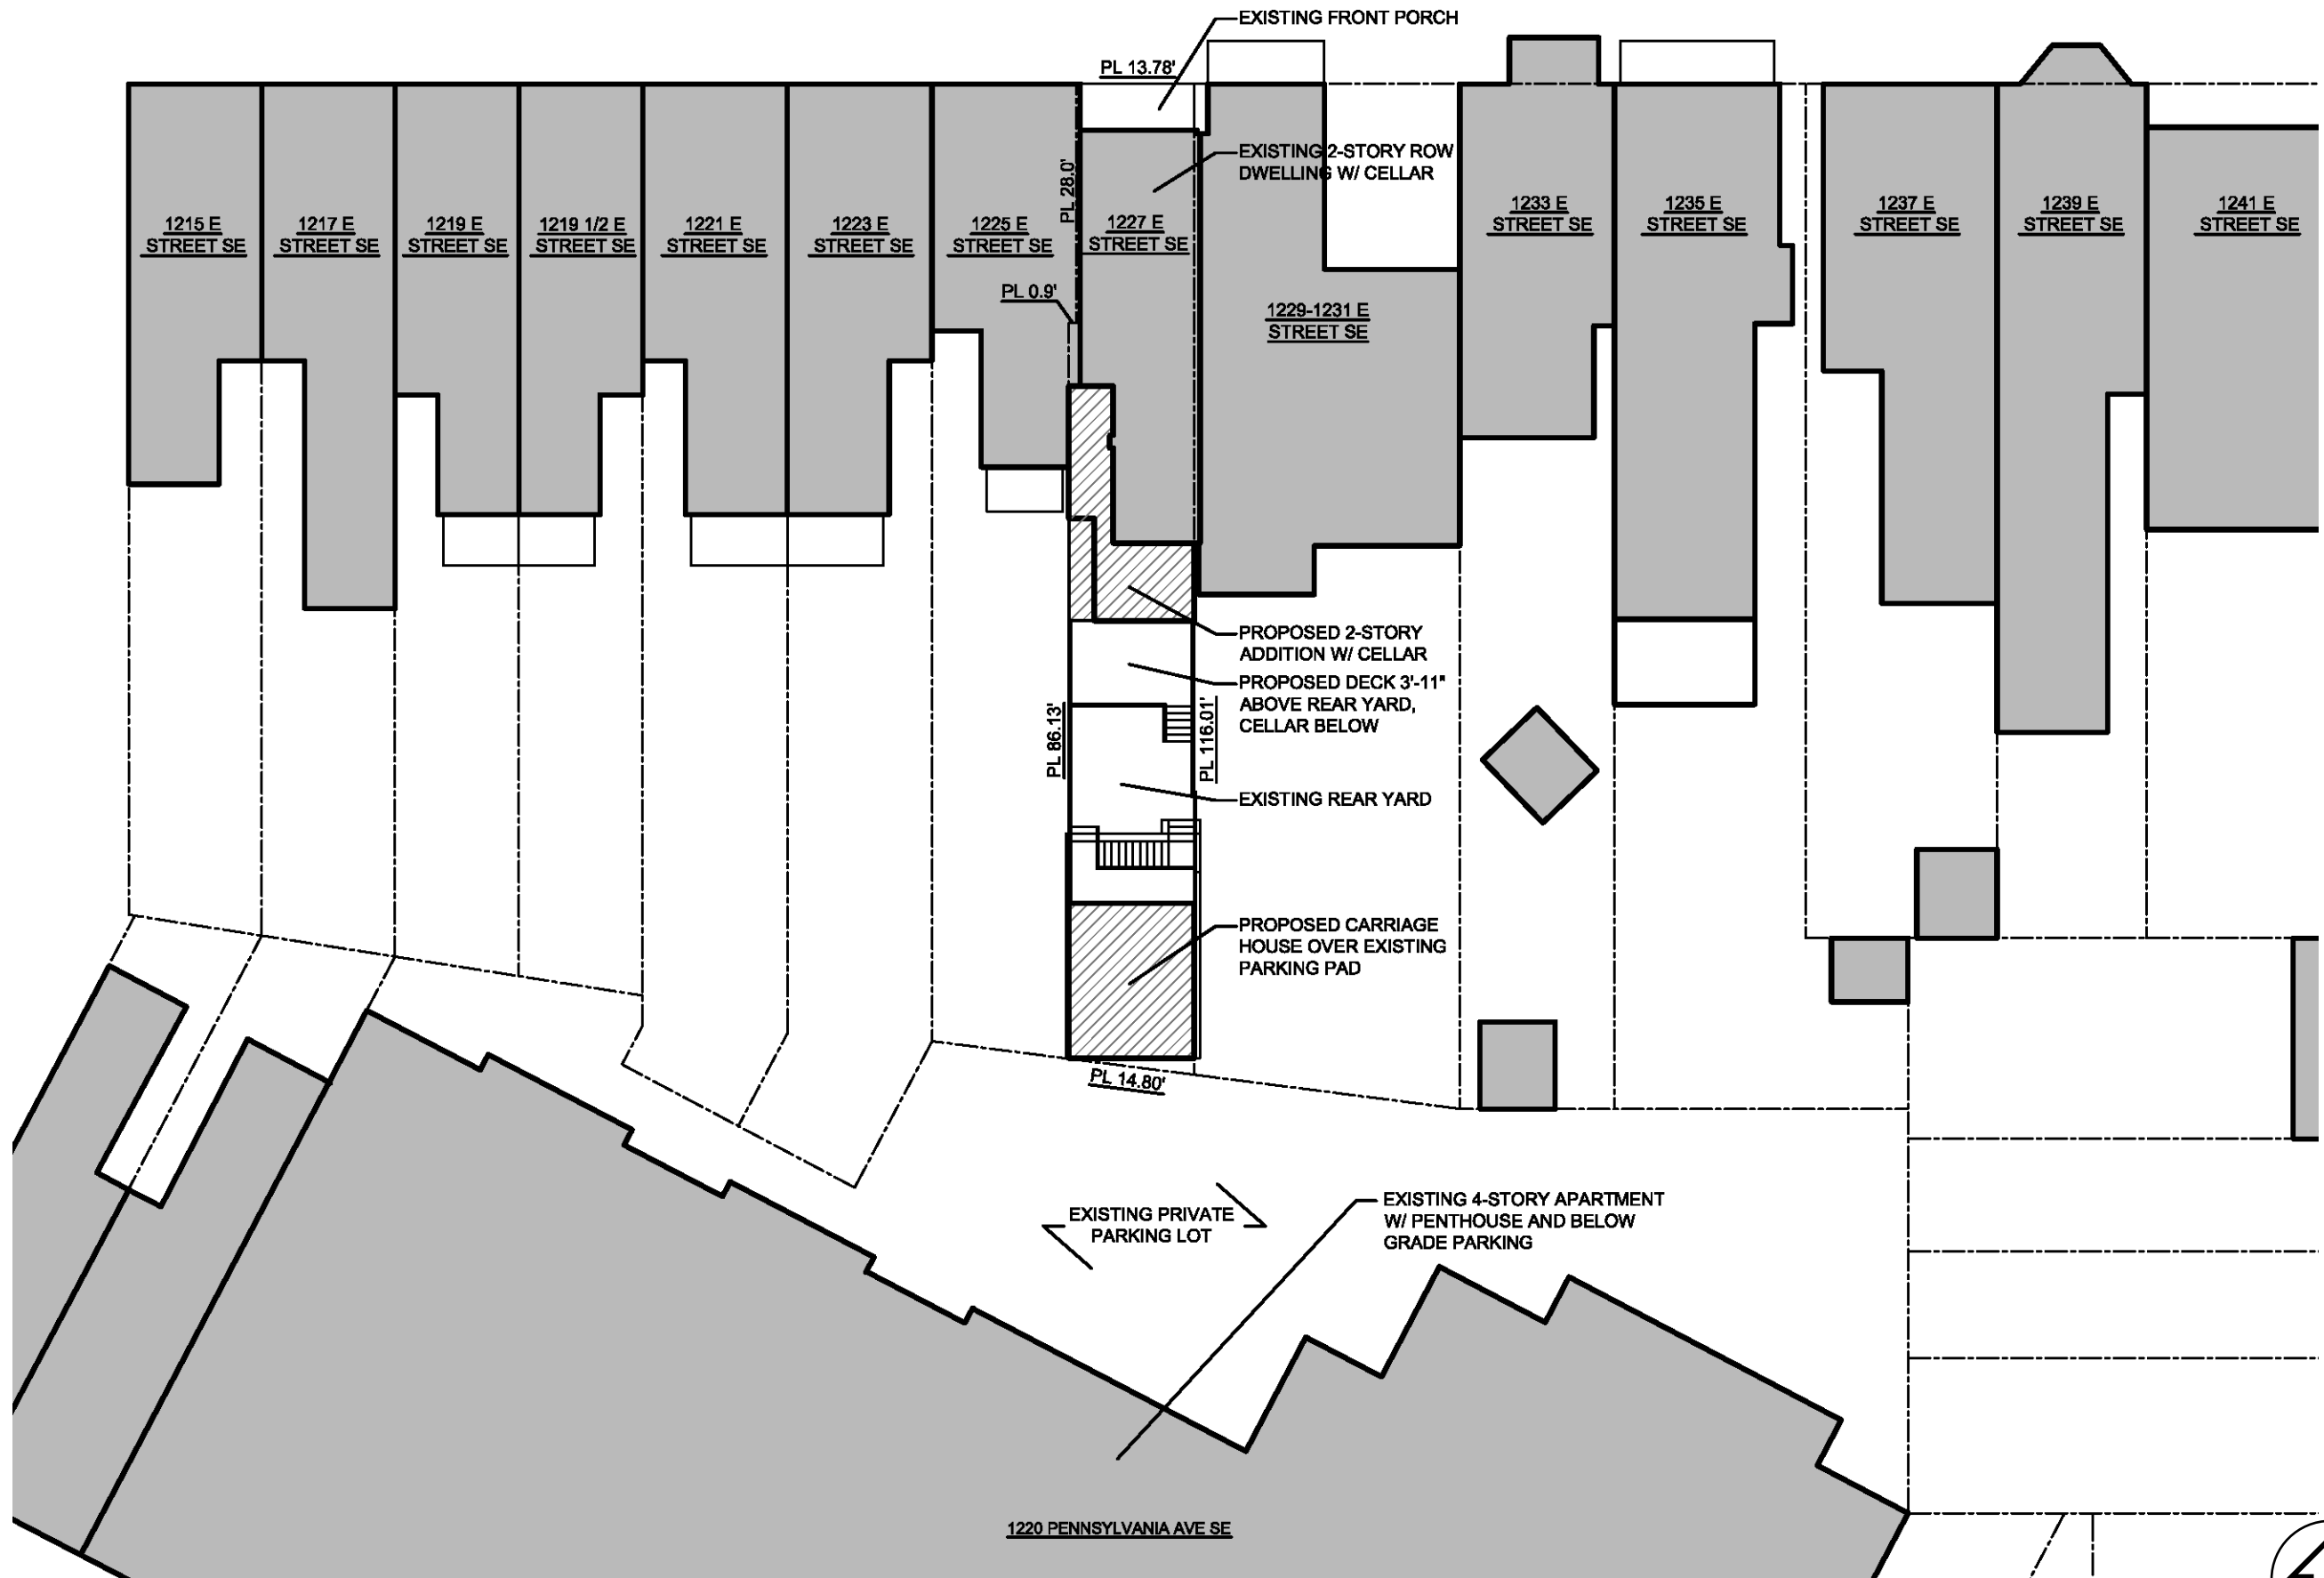 EXISTING FRONT PORCH
PL 13.78'
EXISTING 2-STORY ROW
DWELLING W/ CELLAR
PL 28.0'
1215 E
STREET SE
1217 E
STREET SE
1219 E
STREET SE
1219 1/2 E
STREET SE
1221 E
STREET SE
1223 E
STREET SE
1225 E
STREET SE
1227 E
STREET SE
1233 E
STREET SE
1235 E
STREET SE
1237 E
STREET SE
1239 E
STREET SE
1241 E
STREET SE
PL 0.9'
1229-1231 E
STREET SE
PROPOSED 2-STORY
ADDITION W/ CELLAR
PROPOSED DECK 3'-11"
ABOVE REAR YARD,
CELLAR BELOW
PL 86.13'
PL 116.01'
EXISTING REAR YARD
PROPOSED CARRIAGE
HOUSE OVER EXISTING
PARKING PAD
PL 14.80'
EXISTING PRIVATE
PARKING LOT
EXISTING 4-STORY APARTMENT
W/ PENTHOUSE AND BELOW
GRADE PARKING
1220 PENNSYLVANIA AVE SE